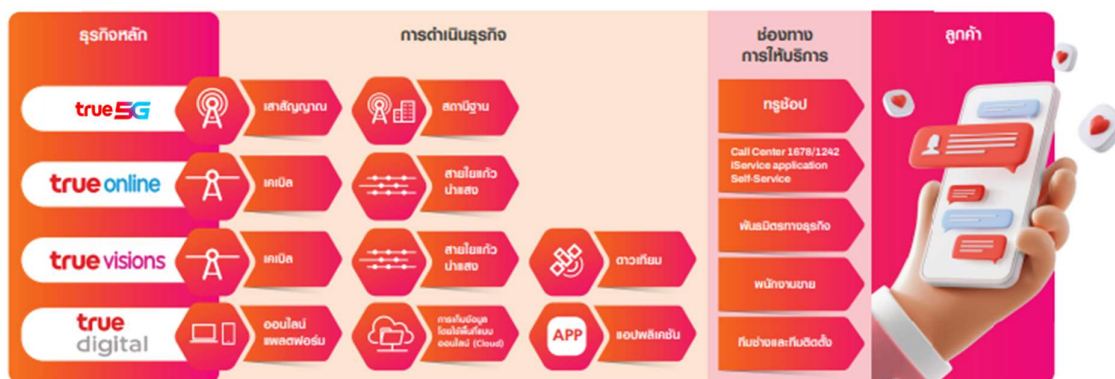 ธุรกิจหลัก
การดำเนินธุรกิจ
ช่องทาง
การให้บริการ
ลูกค้า
true 5G
เสาสัญญาณ
สถานีฐาน
ทรูช้อป
true online
เคเบิล
สายใยแก้ว
นำแสง
Call Center 1678/1242
iService application
Self-Service
true visions
เคเบิล
สายใยแก้ว
นำแสง
ดาวเทียม
พันธมิตรทางธุรกิจ
พนักงานขาย
true
digital
ออนไลน์
แพลตฟอร์ม
การเก็บข้อมูล
โดยใช้พื้นที่แบบ
ออนไลน์ (Cloud)
APP
แอปพลิเคชัน
ทีมช่างและทีมติดตั้ง